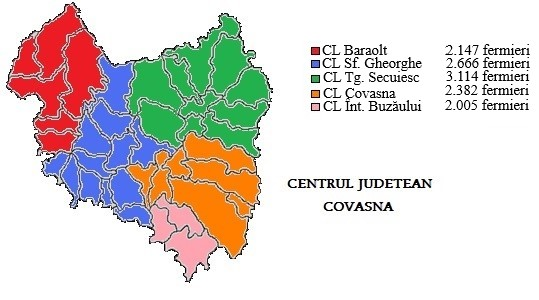 CL Baraolt 2.147 fermieri
CL Sf. Gheorghe 2.666 fermieri
CL Tg. Secuiesc 3.114 fermieri
CL Covasna 2.382 fermieri
CL Înt. Buzăului 2.005 fermieri
CENTRUL JUDETEAN
COVASNA